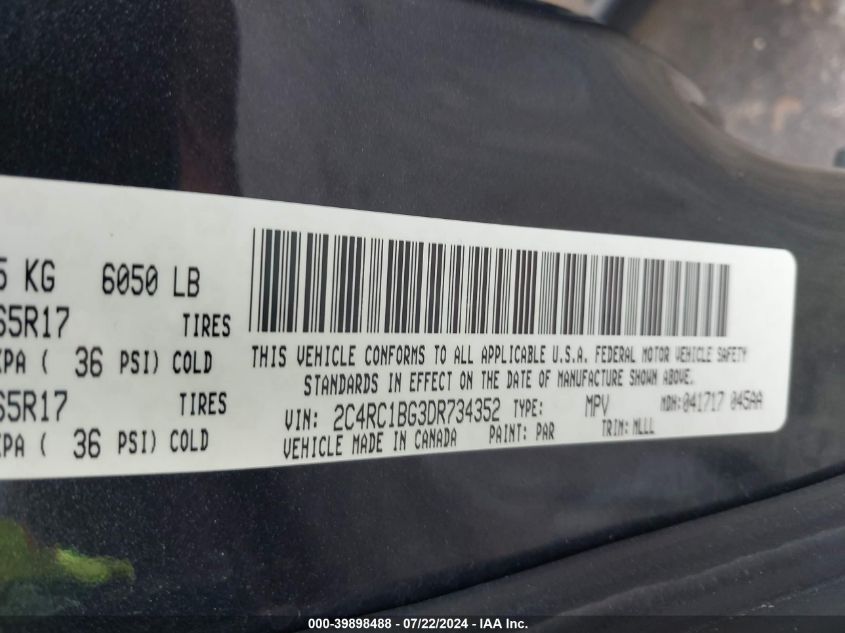 5 KG 6050 LB
65R17 TIRES
KPA ( 36 PSI) COLD
65R17 TIRES
KPA ( 36 PSI) COLD
THIS VEHICLE CONFORMS TO ALL APPLICABLE U.S.A. FEDERAL MOTOR VEHICLE SAFETY
STANDARDS IN EFFECT ON THE DATE OF MANUFACTURE SHOWN ABOVE.
VIN: 2C4RC1BG3DR734352 TYPE: MPV MDH:041717 045AA
VEHICLE MADE IN CANADA PAINT: PAR TRIM: MLLL
000-39898488 - 07/22/2024 - IAA Inc.